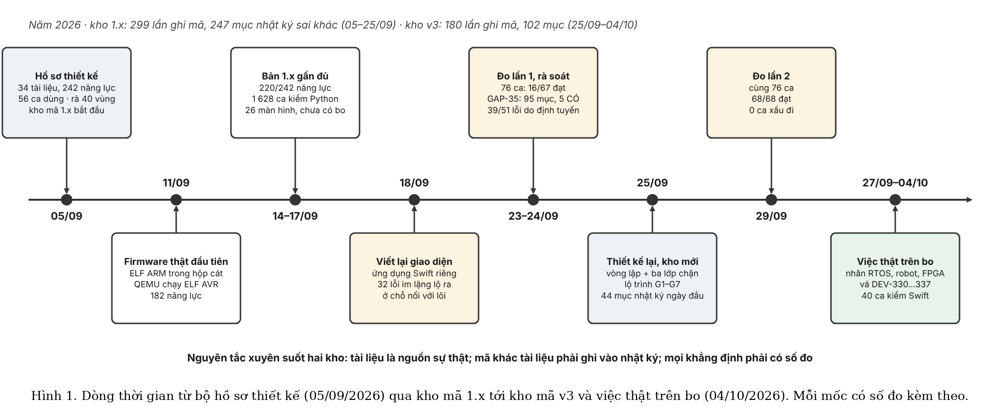 Năm 2026 · kho 1.x: 299 lần ghi mã, 247 mục nhật ký sai khác (05–25/09) · kho v3: 180 lần ghi mã, 102 mục (25/09–04/10)
Hồ sơ thiết kế
34 tài liệu, 242 năng lực
56 ca dùng · rà 40 vùng
kho mã 1.x bắt đầu
Bản 1.x gần đủ
220/242 năng lực
1 628 ca kiểm Python
26 màn hình, chưa có bo
Đo lần 1, rà soát
76 ca: 16/67 đạt
GAP-35: 95 mục, 5 CÓ
39/51 lỗi do định tuyến
Đo lần 2
cùng 76 ca
68/68 đạt
0 ca xấu đi
11/09
18/09
25/09
27/09–04/10
05/09
14–17/09
23–24/09
29/09
Firmware thật đầu tiên
ELF ARM trong hộp cát
QEMU chạy ELF AVR
182 năng lực
Viết lại giao diện
ứng dụng Swift riêng
32 lỗi im lặng lộ ra
ở chỗ nối với lõi
Thiết kế lại, kho mới
vòng lặp + ba lớp chặn
lộ trình G1–G7
44 mục nhật ký ngày đầu
Việc thật trên bo
nhân RTOS, robot, FPGA
vá DEV-330…337
40 ca kiểm Swift
Nguyên tắc xuyên suốt hai kho: tài liệu là nguồn sự thật; mã khác tài liệu phải ghi vào nhật ký; mọi khẳng định phải có số đo
Hình 1. Dòng thời gian từ bộ hồ sơ thiết kế (05/09/2026) qua kho mã 1.x tới kho mã v3 và việc thật trên bo (04/10/2026). Mỗi mốc có số đo kèm theo.